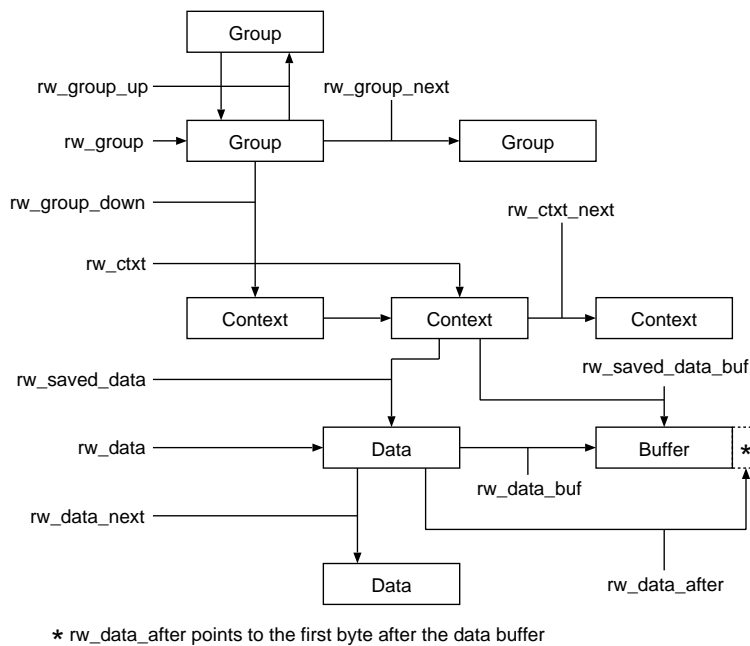 Group
rw_group_up
rw_group_next
rw_group
Group
Group
rw_group_down
rw_ctxt_next
rw_ctxt
Context
Context
Context
rw_saved_data
rw_saved_data_buf
rw_data
Data
Buffer
*
rw_data_buf
rw_data_next
Data
rw_data_after
* rw_data_after points to the first byte after the data buffer